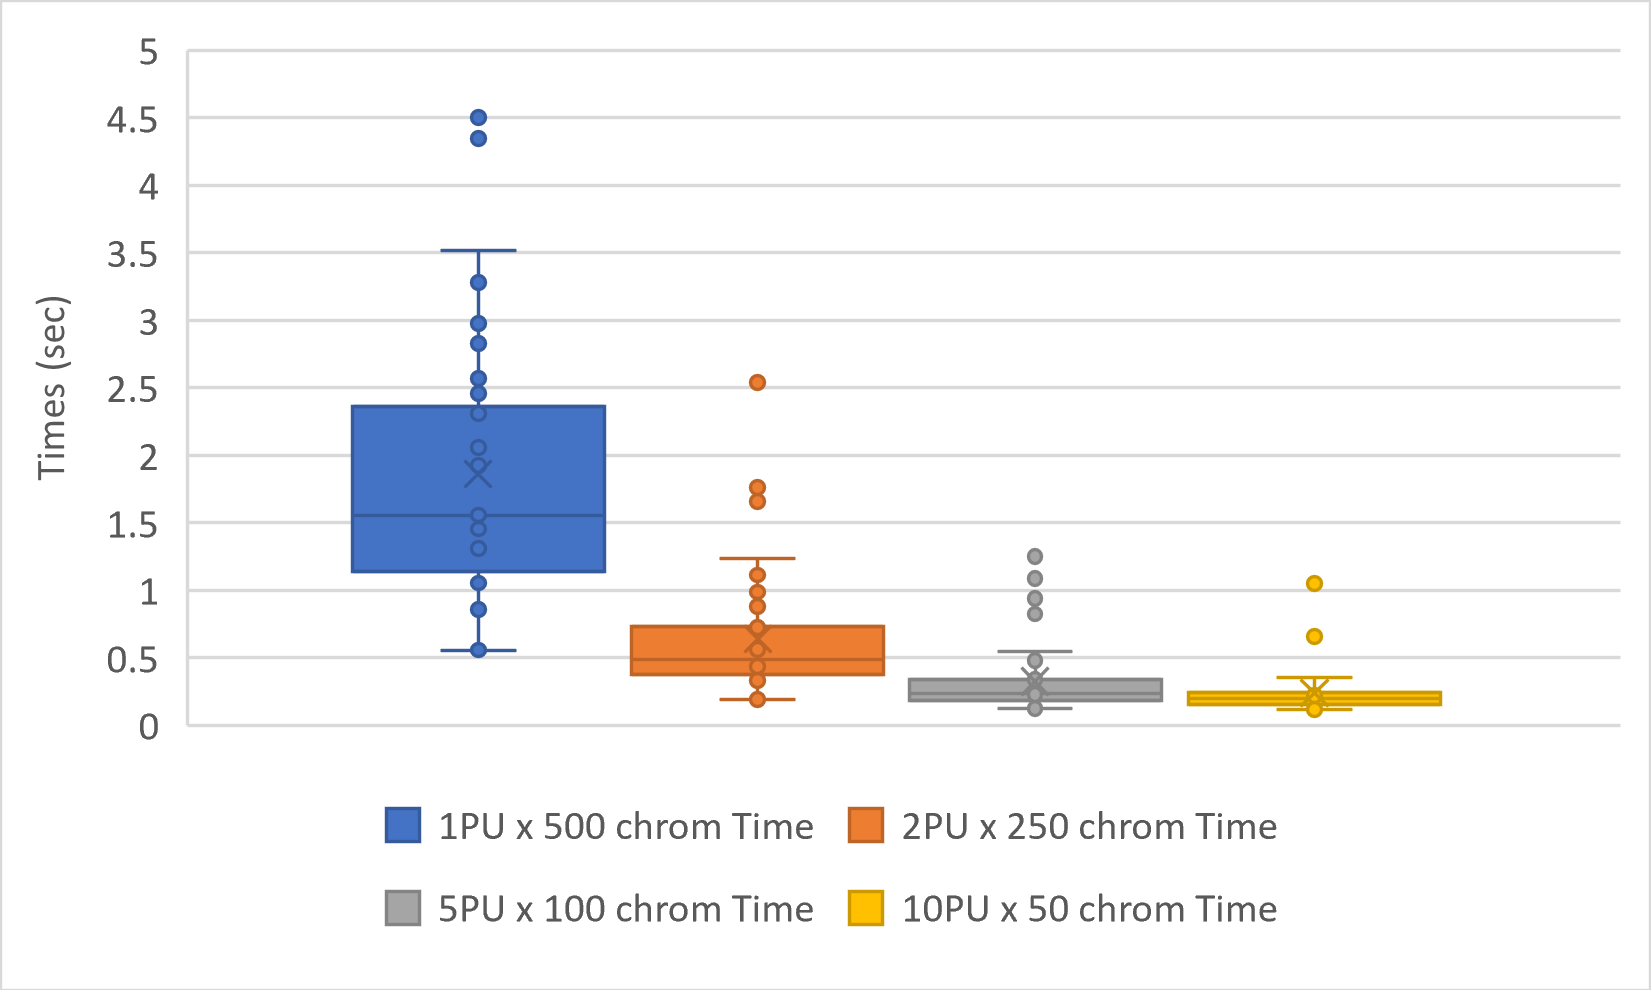 5
4.5
4
3.5
3
2.5
2
1.5
1
0.5
0
Times (sec)
1PU x 500 chrom Time
2PU x 250 chrom Time
5PU x 100 chrom Time
10PU x 50 chrom Time